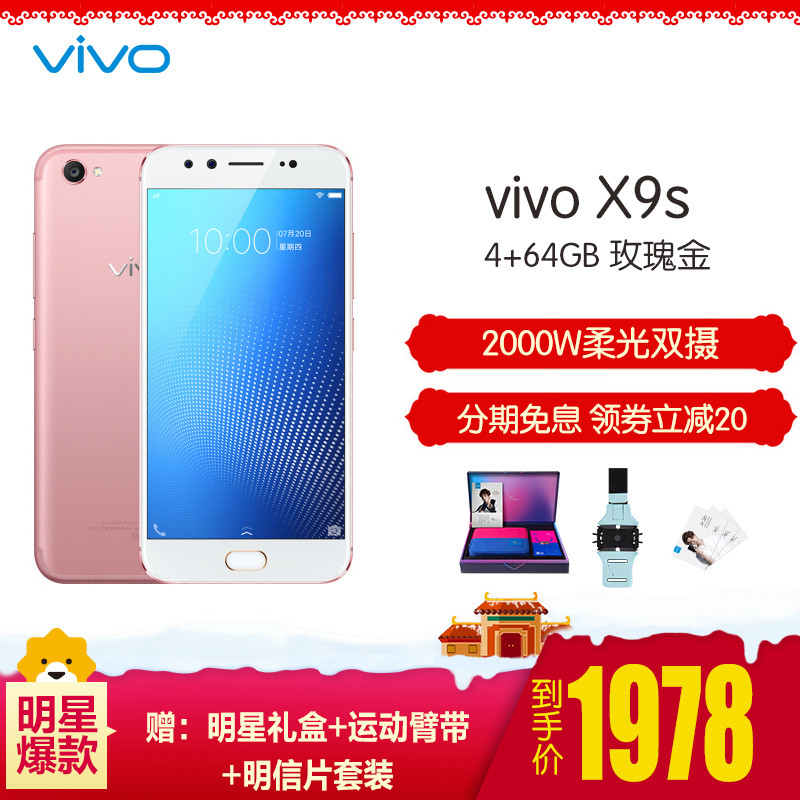 vivo
vivo X9s
4+64GB 玫瑰金
10:00
07月20日
星期四
2000W柔光双摄
分期免息 领券立减20
明星
爆款
赠：明星礼盒+运动臂带
+明信片套装
到手价
1978